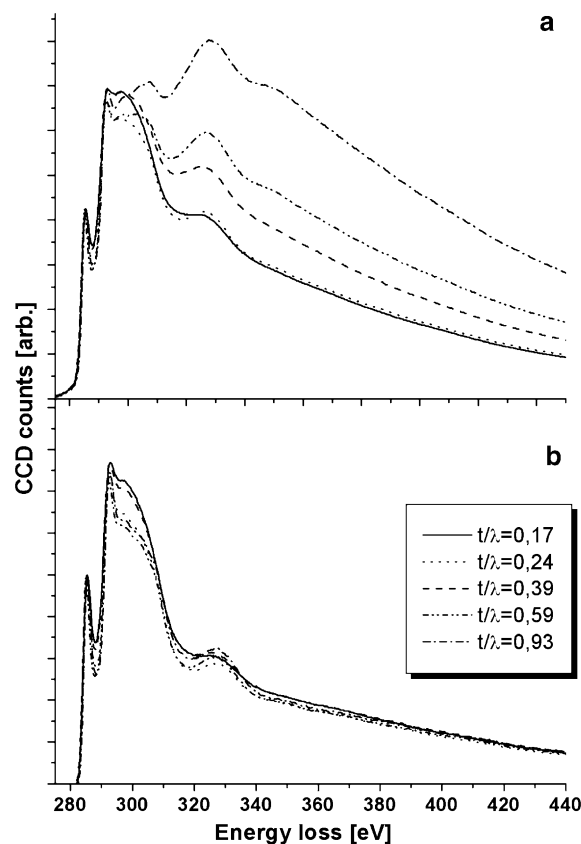 a
CCD counts [arb.]
b
t/λ=0,17
t/λ=0,24
t/λ=0,39
t/λ=0,59
t/λ=0,93
280 300 320 340 360 380 400 420 440
Energy loss [eV]